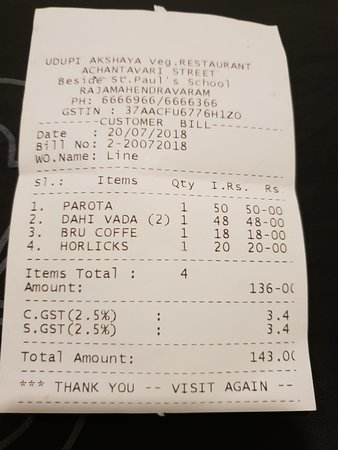 UDUPI AKSHAYA Veg.RESTAURANT
ACHANTAVARI STREET
Beside St.Paul's School
RAJAMAHENDRAVARAM
PH: 6666966/6666366
GSTIN : 37AACFU6776H1ZO
CUSTOMER BILL
Date : 20/07/2018
Bill No: 2-20072018
WO.Name: Line
Sl.: Items Qty I.Rs. Rs
1. PAROTA 1 50 50-00
2. DAHI VADA (2) 1 48 48-00
3. BRU COFFE 1 18 18-00
4. HORLICKS 1 20 20-00
Items Total : 4
Amount: 136-00
C.GST(2.5%) : 3.4
S.GST(2.5%) : 3.4
Total Amount: 143.00
*** THANK YOU -- VISIT AGAIN --